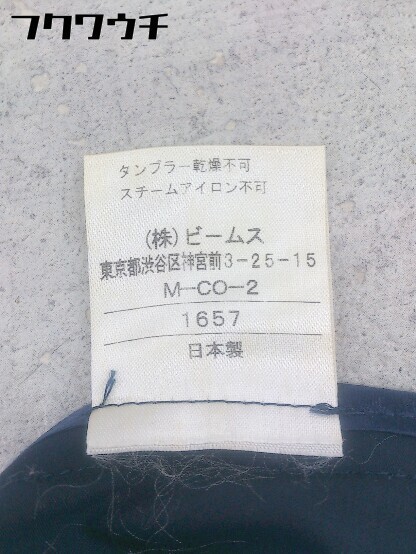 フクワウチ
タンブラー乾燥不可
スチームアイロン不可
(株)ビームス
東京都渋谷区神宮前3-25-15
M-CO-2
1657
日本製